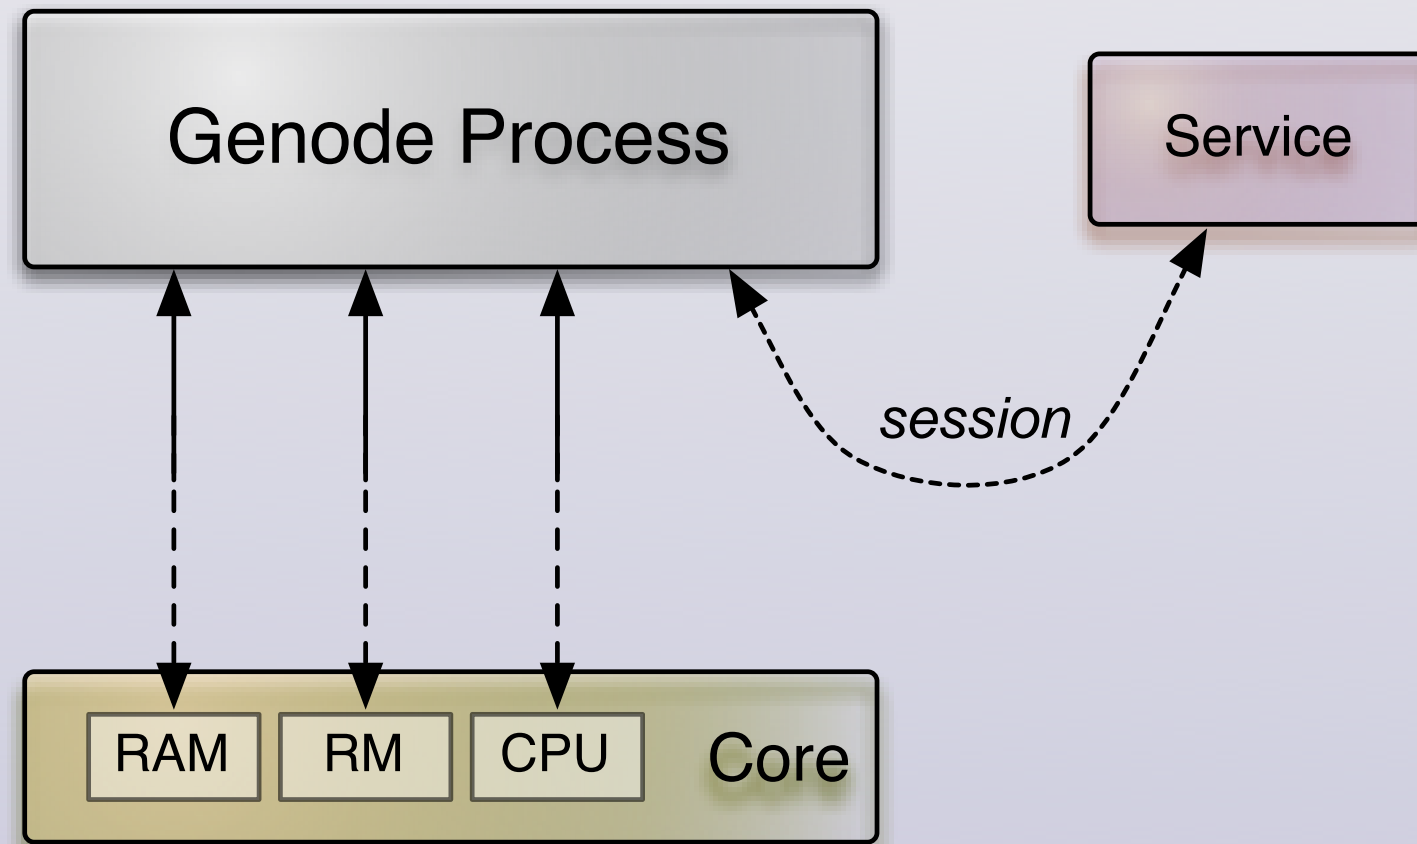 Genode Process
Service
session
RAM
RM
CPU
Core